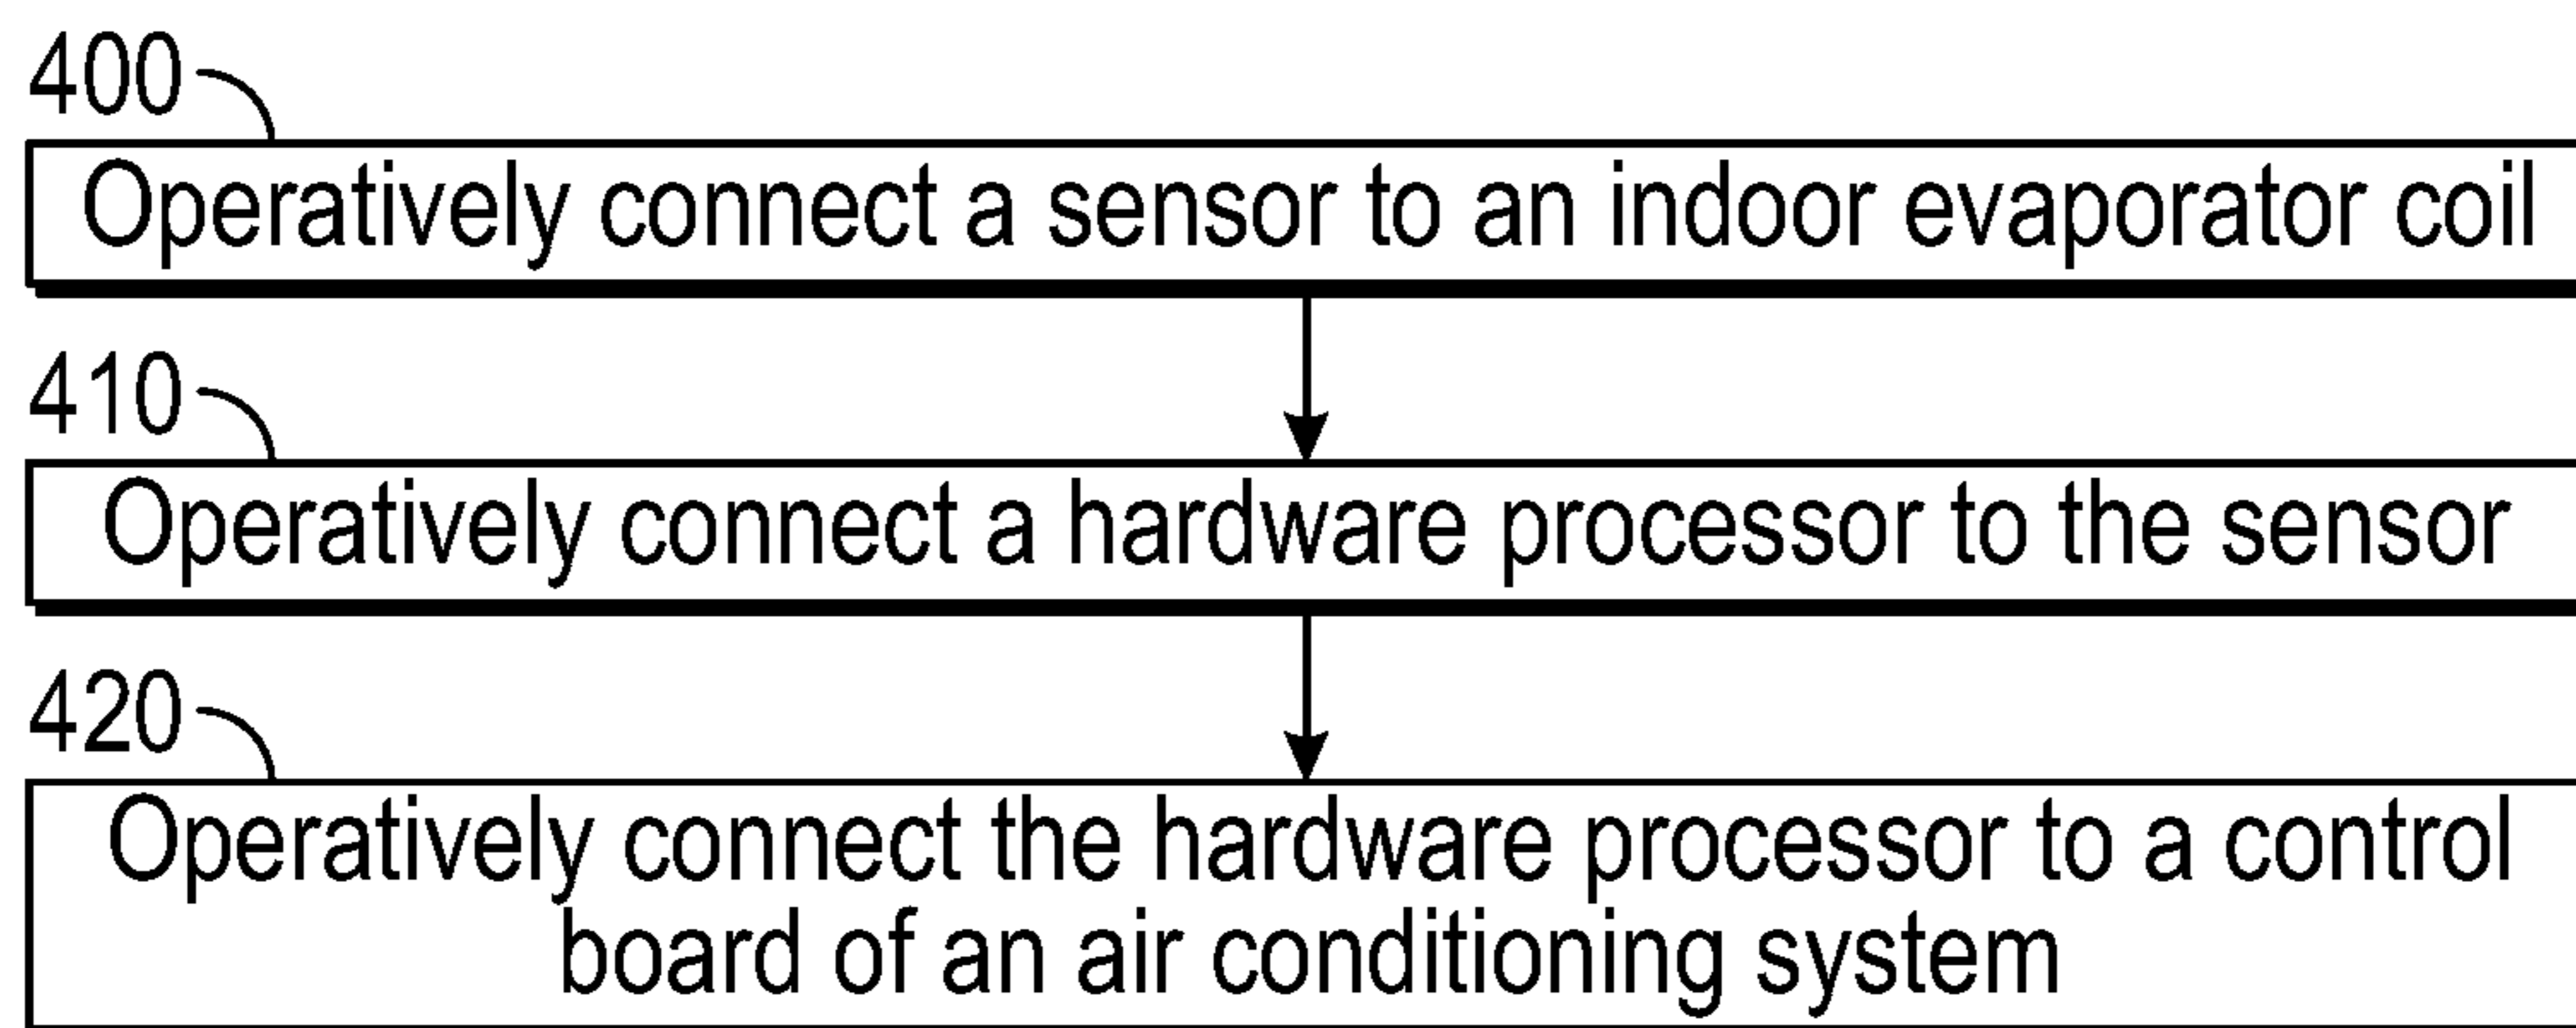 400
Operatively connect a sensor to an indoor evaporator coil
410
Operatively connect a hardware processor to the sensor
420
Operatively connect the hardware processor to a control
board of an air conditioning system